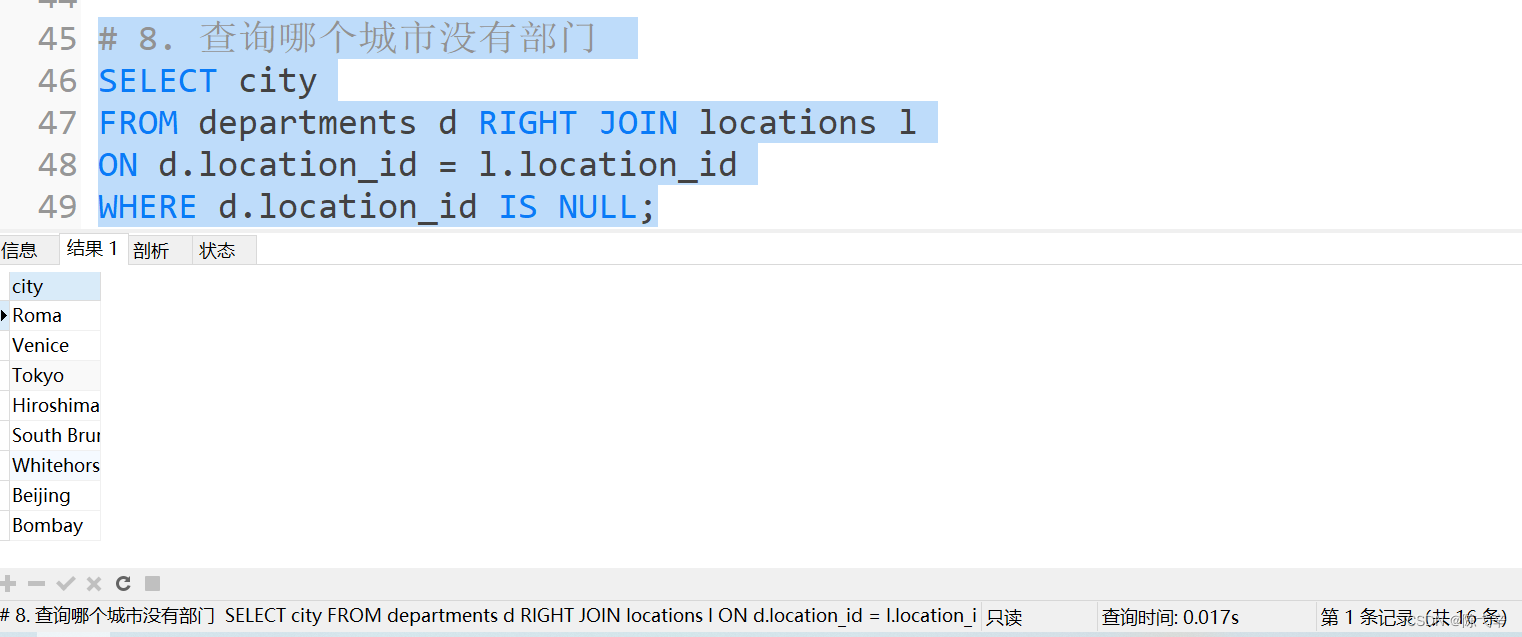 44
45 # 8. 查询哪个城市没有部门
46 SELECT city
47 FROM departments d RIGHT JOIN locations l
48 ON d.location_id = l.location_id
49 WHERE d.location_id IS NULL;
信息 结果 1 剖析 状态
city
Roma
Venice
Tokyo
Hiroshima
South Brun
Whitehors
Beijing
Bombay
# 8. 查询哪个城市没有部门 SELECT city FROM departments d RIGHT JOIN locations l ON d.location_id = l.location_i 只读 查询时间: 0.017s 第 1 条记录 (共 16 条)